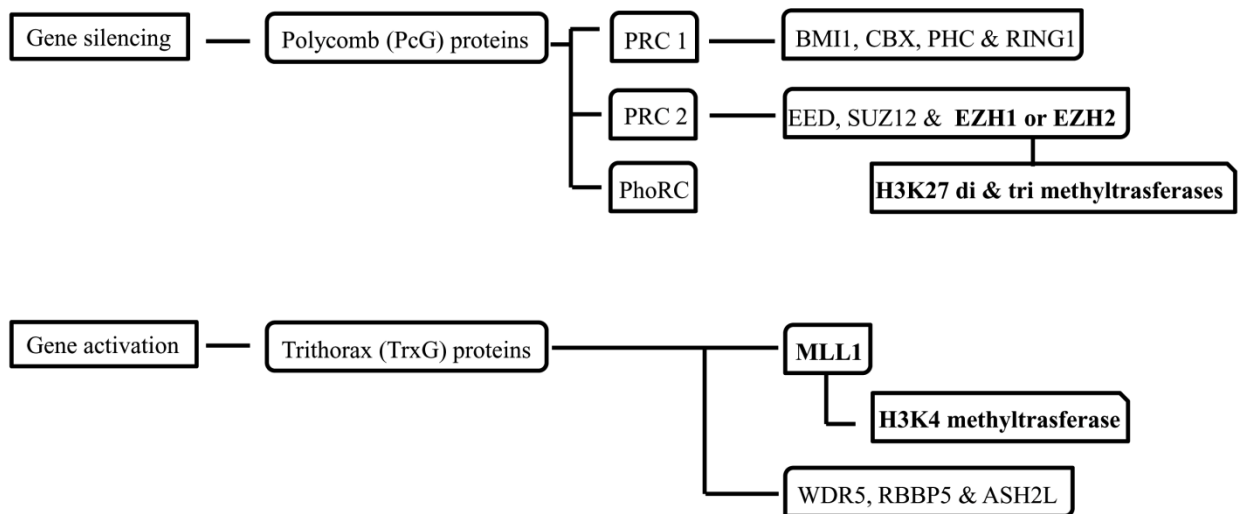 Gene silencing
Polycomb (PcG) proteins
PRC 1
BMI1, CBX, PHC & RING1
PRC 2
EED, SUZ12 & EZH1 or EZH2
H3K27 di & tri methyltrasferases
PhoRC
Gene activation
Trithorax (TrxG) proteins
MLL1
H3K4 methyltrasferase
WDR5, RBBP5 & ASH2L